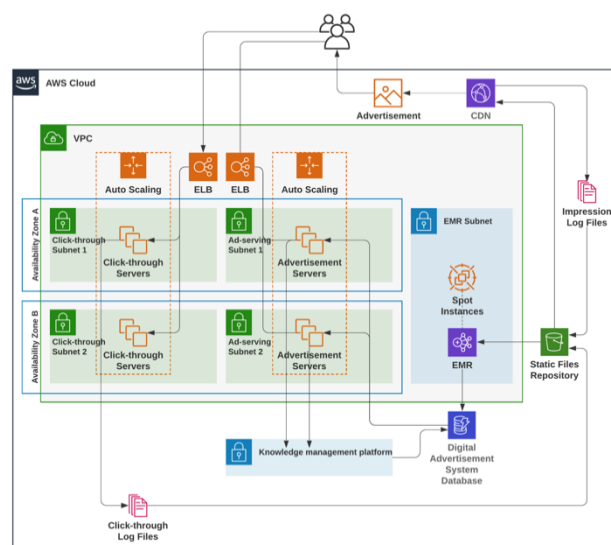 aws
AWS Cloud
Advertisement
CDN
VPC
Auto Scaling
ELB
ELB
Auto Scaling
Impression
Log Files
Availability Zone A
Click-through
Subnet 1
Click-through
Servers
Ad-serving
Subnet 1
Advertisement
Servers
EMR Subnet
Spot
Instances
Availability Zone B
Click-through
Subnet 2
Click-through
Servers
Ad-serving
Subnet 2
Advertisement
Servers
EMR
Static Files
Repository
Knowledge management platform
Digital
Advertisement
System
Database
Click-through
Log Files